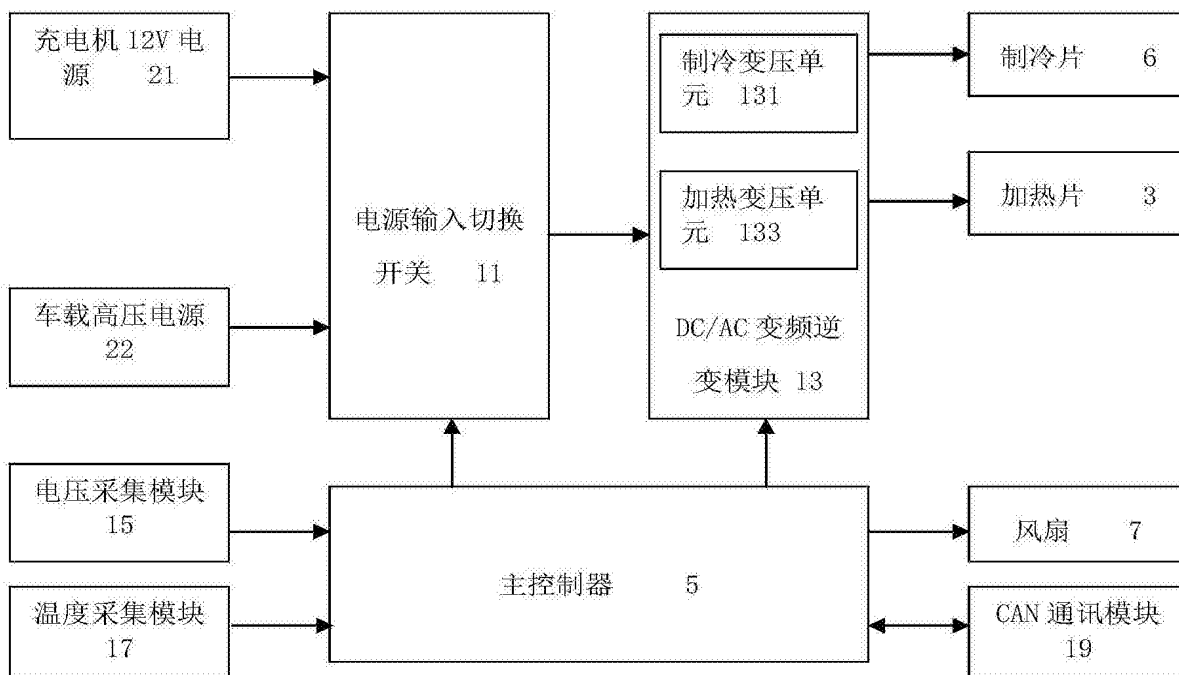 充电机 12V 电
源 21
车载高压电源
22
电源输入切换
开关 11
制冷变压单
元 131
加热变压单
元 133
DC/AC 变频逆
变模块 13
制冷片 6
加热片 3
电压采集模块
15
温度采集模块
17
主控制器 5
风扇 7
CAN 通讯模块
19